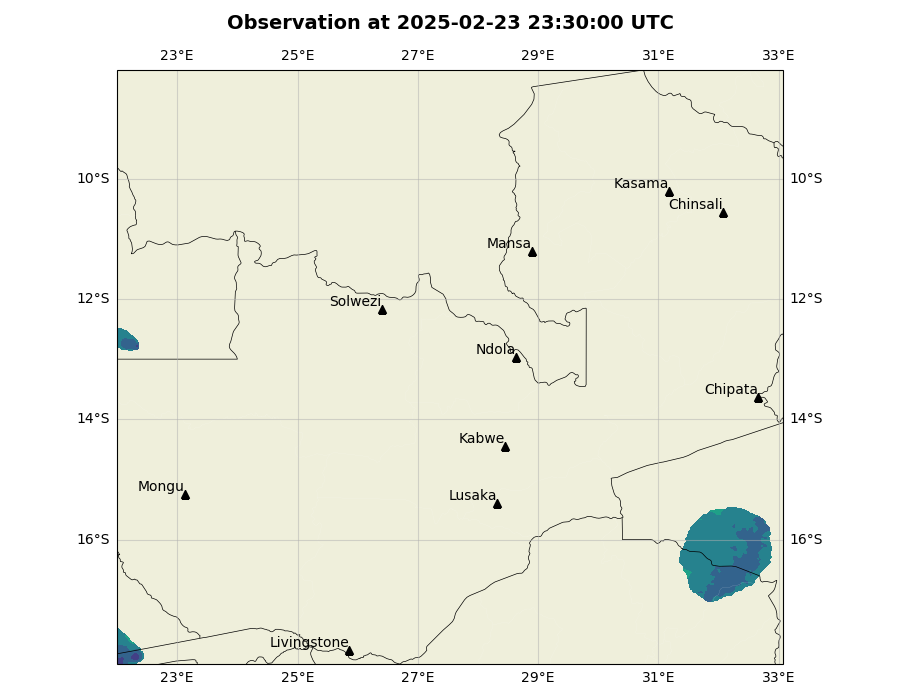 Observation at 2025-02-23 23:30:00 UTC
23°E 25°E 27°E 29°E 31°E 33°E
10°S 10°S
Kasama
Chinsali
Mansa
12°S 12°S
Solwezi
Ndola
Chipata
14°S 14°S
Kabwe
Mongu
Lusaka
16°S 16°S
Livingstone
23°E 25°E 27°E 29°E 31°E 33°E